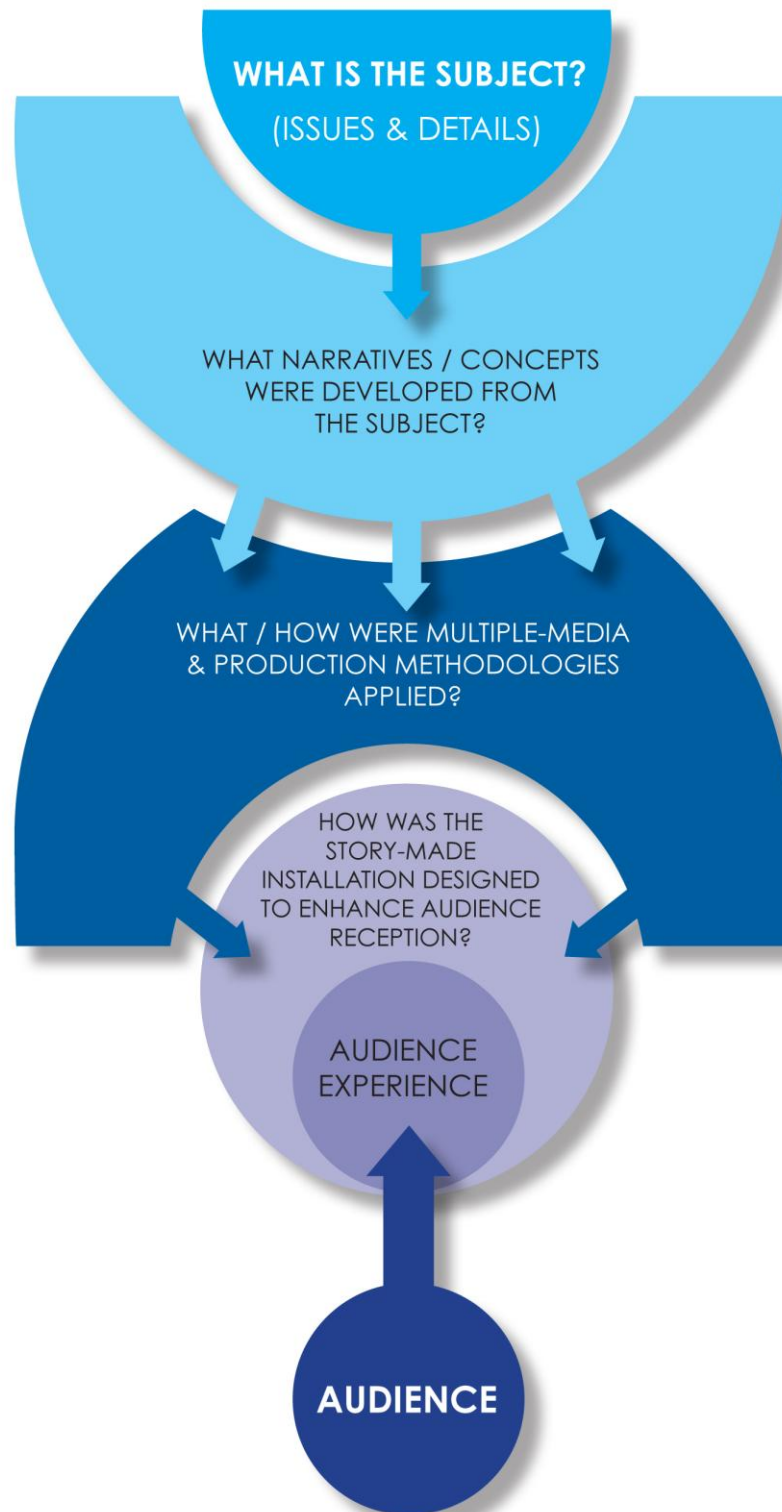 WHAT IS THE SUBJECT?
(ISSUES & DETAILS)
WHAT NARRATIVES / CONCEPTS
WERE DEVELOPED FROM
THE SUBJECT?
WHAT / HOW WERE MULTIPLE-MEDIA
& PRODUCTION METHODOLOGIES
APPLIED?
HOW WAS THE
STORY-MADE
INSTALLATION DESIGNED
TO ENHANCE AUDIENCE
RECEPTION?
AUDIENCE
EXPERIENCE
AUDIENCE